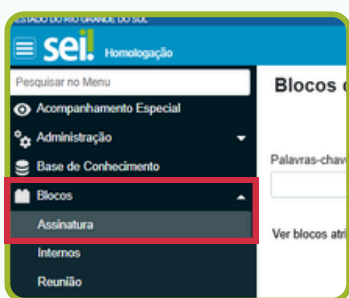 ESTADO DO RIO GRANDE DO SUL
sei! Homologação
Pesquisar no Menu
Acompanhamento Especial
Administração
Base de Conhecimento
Blocos
Assinatura
Internos
Reunião
Blocos
Palavras-chav
Ver blocos atri